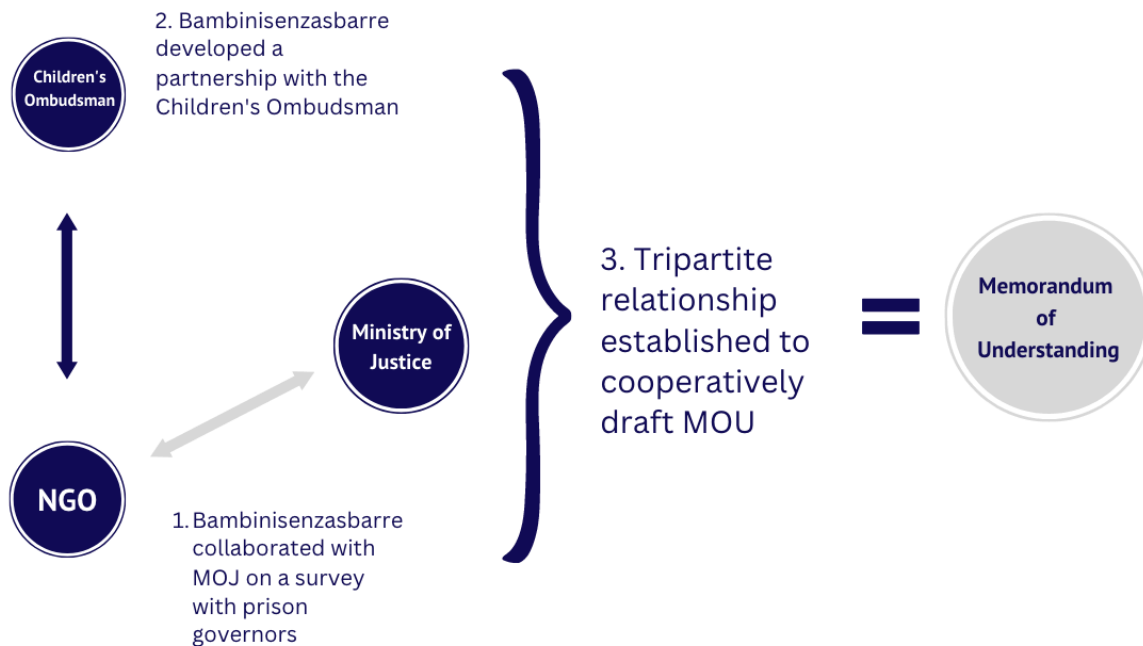 Children's
Ombudsman
2. Bambinisenzasbarre
developed a
partnership with the
Children's Ombudsman
Ministry of
Justice
NGO
1. Bambinisenzasbarre
collaborated with
MOJ on a survey
with prison
governors
3. Tripartite
relationship
established to
cooperatively
draft MOU
=
Memorandum
of
Understanding